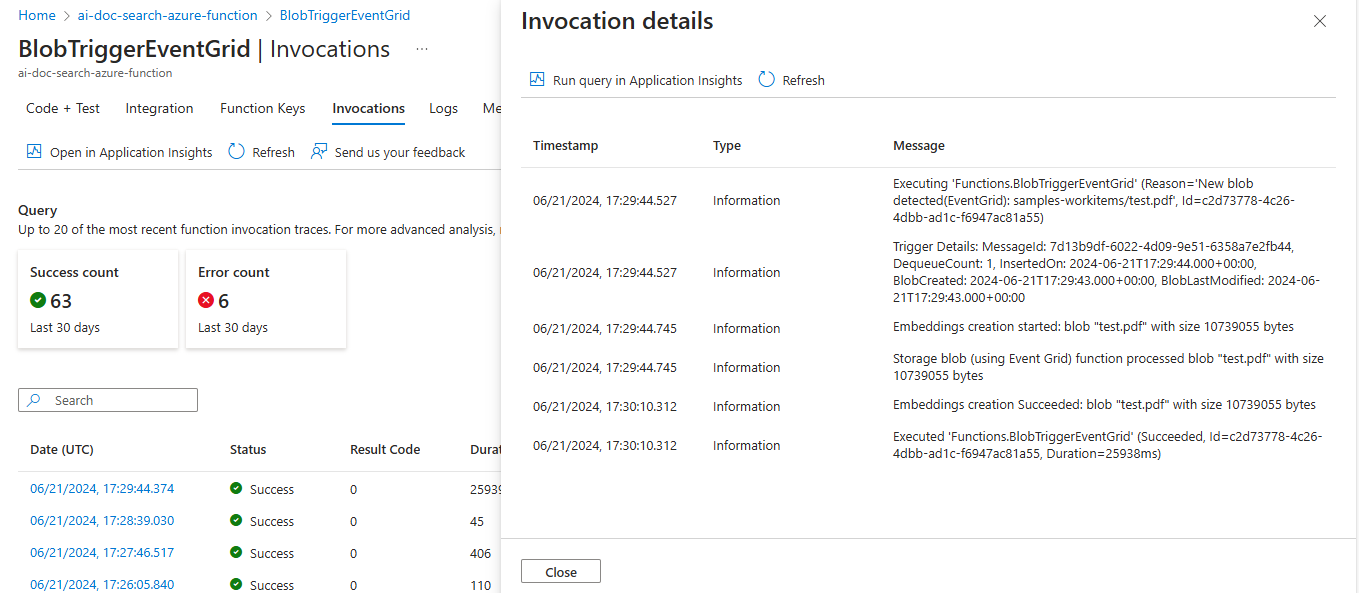 Home > ai-doc-search-azure-function > BlobTriggerEventGrid
BlobTriggerEventGrid | Invocations ...
ai-doc-search-azure-function
Code + Test Integration Function Keys Invocations Logs Me
Open in Application Insights Refresh Send us your feedback
Query
Up to 20 of the most recent function invocation traces. For more advanced analysis,
Success count
63
Last 30 days
Error count
6
Last 30 days
Search
Date (UTC) Status Result Code Durat
06/21/2024, 17:29:44.374 Success 0 25939
06/21/2024, 17:28:39.030 Success 0 45
06/21/2024, 17:27:46.517 Success 0 406
06/21/2024, 17:26:05.840 Success 0 110
Invocation details
Run query in Application Insights Refresh
Timestamp Type Message
06/21/2024, 17:29:44.527 Information Executing 'Functions.BlobTriggerEventGrid' (Reason='New blob
detected(EventGrid): samples-workitems/test.pdf', Id=c2d73778-4c26-
4dbb-ad1c-f6947ac81a55)
06/21/2024, 17:29:44.527 Information Trigger Details: MessageId: 7d13b9df-6022-4d09-9e51-6358a7e2fb44,
DequeueCount: 1, InsertedOn: 2024-06-21T17:29:44.000+00:00,
BlobCreated: 2024-06-21T17:29:43.000+00:00, BlobLastModified: 2024-06-
21T17:29:43.000+00:00
06/21/2024, 17:29:44.745 Information Embeddings creation started: blob "test.pdf" with size 10739055 bytes
06/21/2024, 17:29:44.745 Information Storage blob (using Event Grid) function processed blob "test.pdf" with size
10739055 bytes
06/21/2024, 17:30:10.312 Information Embeddings creation Succeeded: blob "test.pdf" with size 10739055 bytes
06/21/2024, 17:30:10.312 Information Executed 'Functions.BlobTriggerEventGrid' (Succeeded, Id=c2d73778-4c26-
4dbb-ad1c-f6947ac81a55, Duration=25938ms)
Close